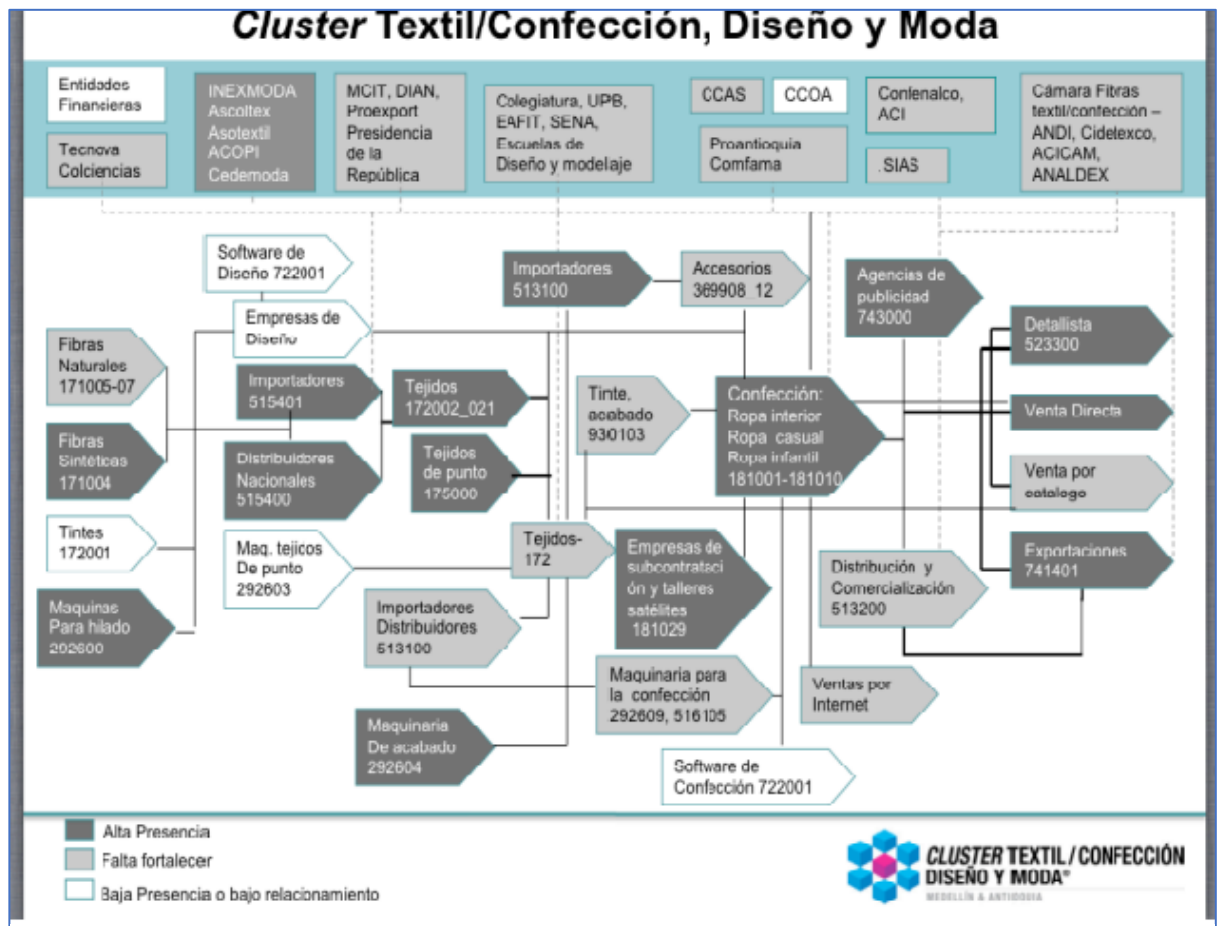 Cluster Textil/Confección, Diseño y Moda
Entidades
Financieras
Tecnova
Colciencias
INEXMODA
Ascoltex
Asotextil
ACOPI
Cedemoda
MCIT, DIAN,
Proexport
Presidencia
de la
República
Colegiatura, UPB,
EAFIT, SENA,
Escuelas de
Diseño y modelaje
CCAS
CCOA
Proantioquia
Comfama
Confenalco,
ACI
.SIAS
Cámara Fibras
textil/confección –
ANDI, Cidetexco,
ACICAM,
ANALDEX
Software de
Diseño 722001
Empresas de
Diseño
Fibras
Naturales
171005-07
Fibras
Sintéticas
171004
Tintes
172001
Maquinas
Para hilado
292600
Importadores
515401
Distribuidores
Nacionales
515400
Maq. tejicos
De punto
292603
Tejidos
172002_021
Tejidos
de punto
175000
Importadores
513100
Accesorios
369908_12
Tinte,
acabado
930103
Tejidos-
172
Importadores
Distribuidores
513100
Maquinaria
De acabado
292604
Empresas de
subcontrataci
ón y talleres
satélites
181029
Maquinaria para
la confección
292609, 516105
Software de
Confección 722001
Confección:
Ropa interior
Ropa casual
Ropa infantil
181001-181010
Agencias de
publicidad
743000
Distribución y
Comercialización
513200
Ventas por
Internet
Detallista
523300
Venta Directa
Venta por
catalogo
Exportaciones
741401
Alta Presencia
Falta fortalecer
Baja Presencia o bajo relacionamiento
CLUSTER TEXTIL / CONFECCIÓN
DISEÑO Y MODA®
MEDELLÍN & ANTIOQUIA